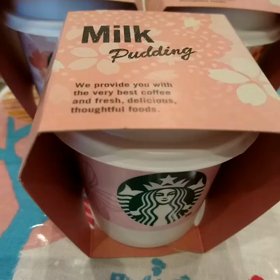 Milk
Pudding
We provide you with
the very best coffee
and fresh, delicious,
thoughtful foods.